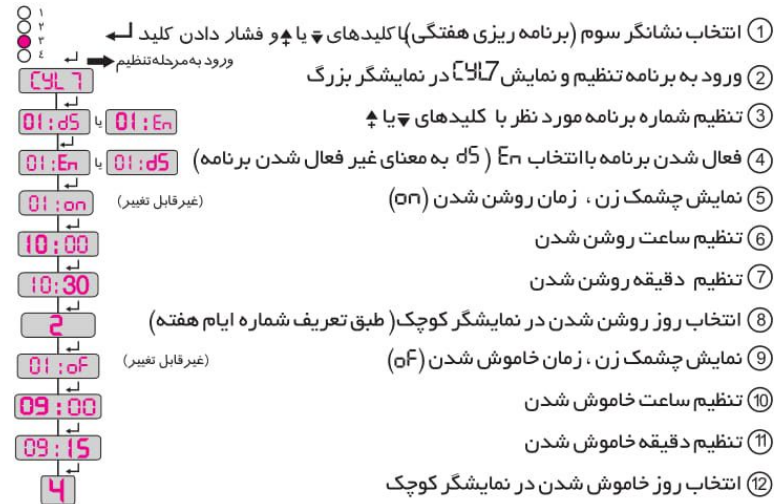 ۱
۲
۳
۴
① انتخاب نشانگر سوم (برنامه ریزی هفتگی) با کلیدهای ▼ یا ▲ و فشار دادن کلید ↵
ورود به مرحله تنظیم
② ورود به برنامه تنظیم و نمایش CYL7 در نمایشگر بزرگ
CYL 7
③ تنظیم شماره برنامه مورد نظر با کلیدهای ▼ یا ▲
01:dS یا 01:En
④ فعال شدن برنامه با انتخاب En ( dS به معنای غیر فعال شدن برنامه)
01:En یا 01:dS
⑤ نمایش چشمک زن ، زمان روشن شدن (on)
(غیرقابل تغییر)
01:on
⑥ تنظیم ساعت روشن شدن
10:00
⑦ تنظیم دقیقه روشن شدن
10:30
⑧ انتخاب روز روشن شدن در نمایشگر کوچک( طبق تعریف شماره ایام هفته)
2
⑨ نمایش چشمک زن ، زمان خاموش شدن (oF)
(غیرقابل تغییر)
01:oF
⑩ تنظیم ساعت خاموش شدن
09:00
⑪ تنظیم دقیقه خاموش شدن
09:15
⑫ انتخاب روز خاموش شدن در نمایشگر کوچک
4